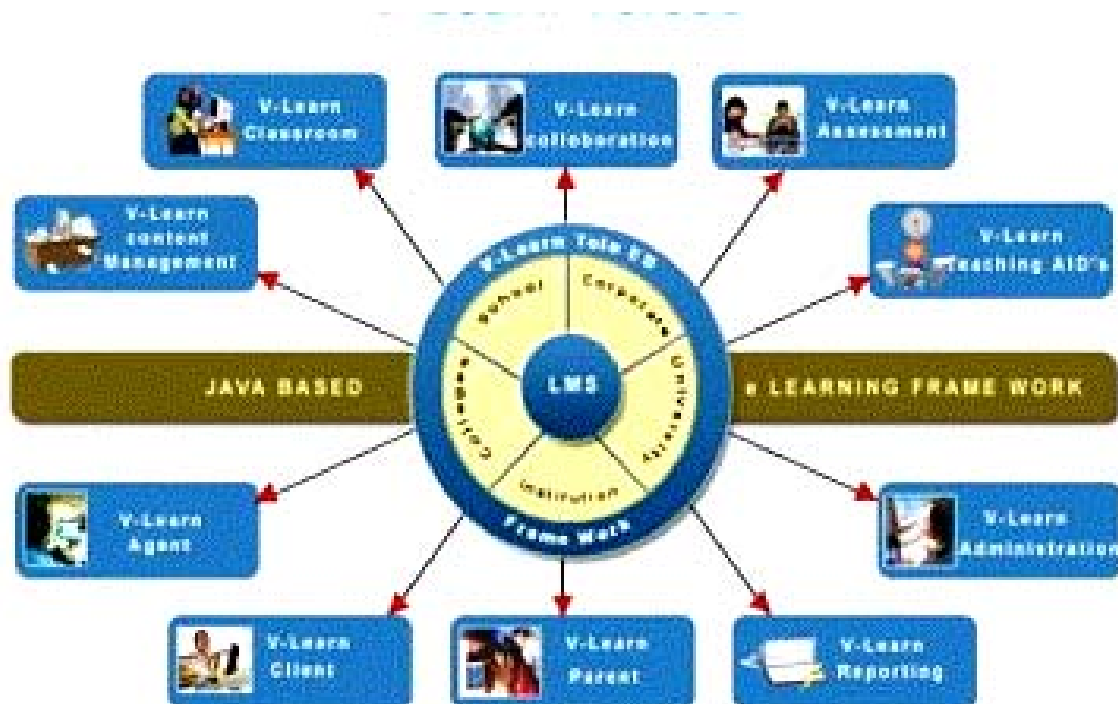 V-Learn
Classroom
V-Learn
collaboration
V-Learn
Assessment
V-Learn
content
Management
V-Learn
Teaching AID's
V-Learn Tele ED
School
Corporate
JAVA BASED
LMS
e LEARNING FRAME WORK
Colleges
University
Institution
Frame Work
V-Learn
Agent
V-Learn
Administration
V-Learn
Client
V-Learn
Parent
V-Learn
Reporting